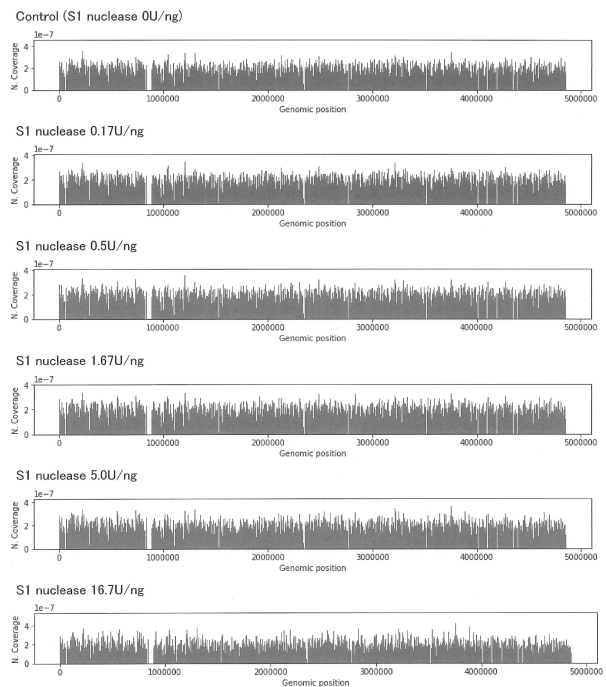 Control (S1 nuclease 0U/ng)
1e−7
N. Coverage
4
2
0
0 1000000 2000000 3000000 4000000 5000000
Genomic position
S1 nuclease 0.17U/ng
1e−7
N. Coverage
4
2
0
0 1000000 2000000 3000000 4000000 5000000
Genomic position
S1 nuclease 0.5U/ng
1e−7
N. Coverage
4
2
0
0 1000000 2000000 3000000 4000000 5000000
Genomic position
S1 nuclease 1.67U/ng
1e−7
N. Coverage
4
2
0
0 1000000 2000000 3000000 4000000 5000000
Genomic position
S1 nuclease 5.0U/ng
1e−7
N. Coverage
4
2
0
0 1000000 2000000 3000000 4000000 5000000
Genomic position
S1 nuclease 16.7U/ng
1e−7
N. Coverage
4
2
0
0 1000000 2000000 3000000 4000000 5000000
Genomic position